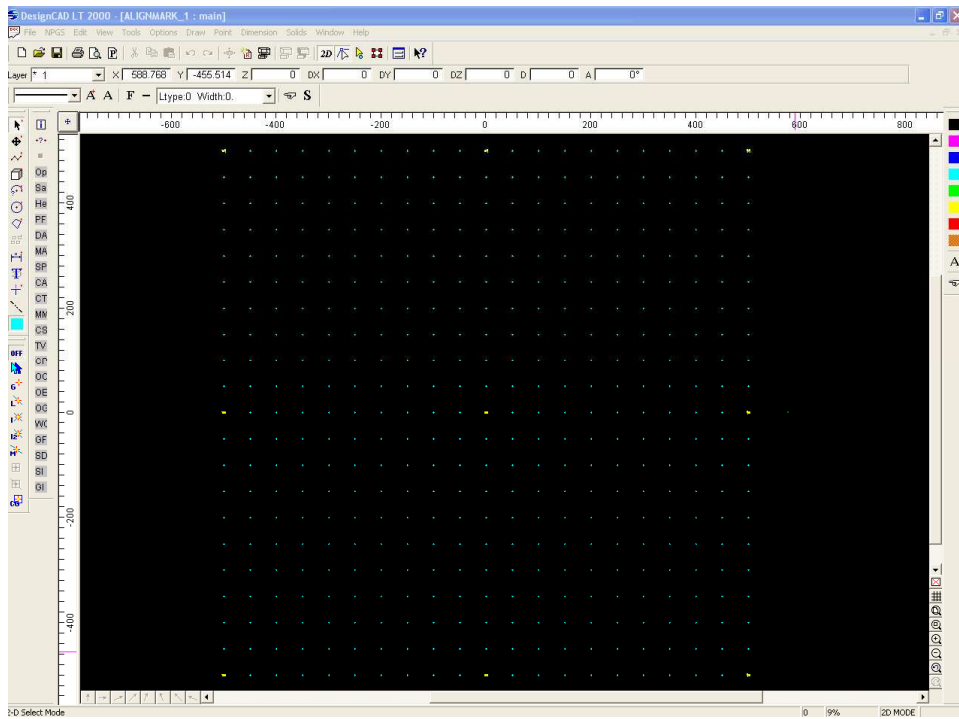 DesignCAD LT 2000 - [ALIGNMARK_1 : main]
File NPGS Edit View Tools Options Draw Point Dimension Solids Window Help
2D
Layer * 1 X 588.768 Y -455.514 Z 0 DX 0 DY 0 DZ 0 D 0 A 0°
A A F Ltype:0 Width:0. S
-600 -400 -200 0 200 400 600 800
400
200
0
-200
-400
Op
Sa
He
PF
DA
MA
SP
CA
CT
MM
CS
TV
OFF
OC
OE
OG
GF
SD
SI
GI
A
2-D Select Mode 0 9% 2D MODE